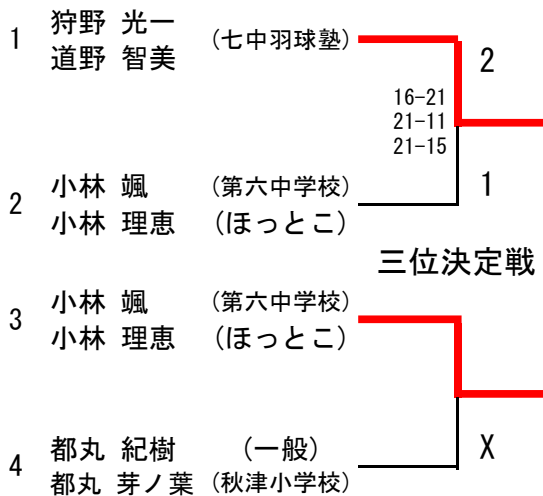 1 狩野 光一 (七中羽球塾)
道野 智美
2
16-21
21-11
21-15
1
2 小林 颯 (第六中学校)
小林 理恵 (ほっとこ)
三位決定戦
3 小林 颯 (第六中学校)
小林 理恵 (ほっとこ)
4 都丸 紀樹 (一般)
都丸 芽ノ葉 (秋津小学校)
X